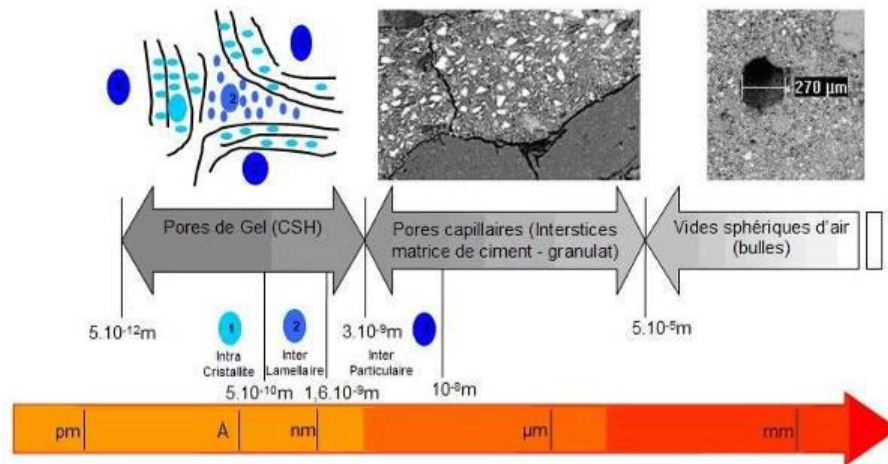 2
270 µm
Pores de Gel (CSH)
Pores capillaires (Interstices
matrice de ciment - granulat)
Vides sphériques d'air
(bulles)
5.10-12m
1
Intra
Cristallite
5.10-10m
2
Inter
Lamellaire
1,6.10-9m
3.10-9m
Inter
Particulaire
10-8m
5.10-5m
pm
Å
nm
µm
mm